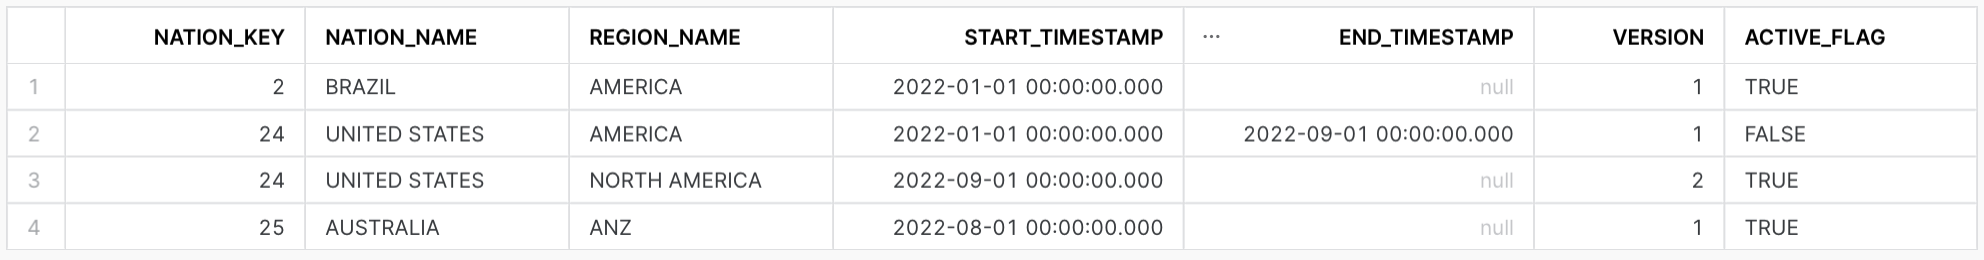 NATION_KEY NATION_NAME REGION_NAME START_TIMESTAMP ... END_TIMESTAMP VERSION ACTIVE_FLAG
1 2 BRAZIL AMERICA 2022-01-01 00:00:00.000 null 1 TRUE
2 24 UNITED STATES AMERICA 2022-01-01 00:00:00.000 2022-09-01 00:00:00.000 1 FALSE
3 24 UNITED STATES NORTH AMERICA 2022-09-01 00:00:00.000 null 2 TRUE
4 25 AUSTRALIA ANZ 2022-08-01 00:00:00.000 null 1 TRUE